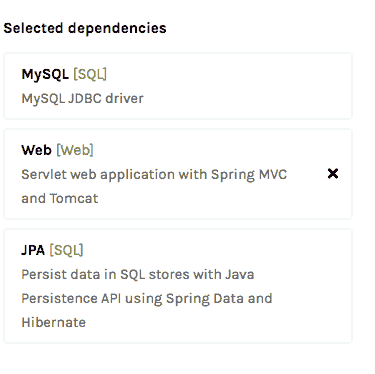 Selected dependencies
MySQL [SQL]
MySQL JDBC driver
Web [Web]
Servlet web application with Spring MVC
and Tomcat
JPA [SQL]
Persist data in SQL stores with Java
Persistence API using Spring Data and
Hibernate